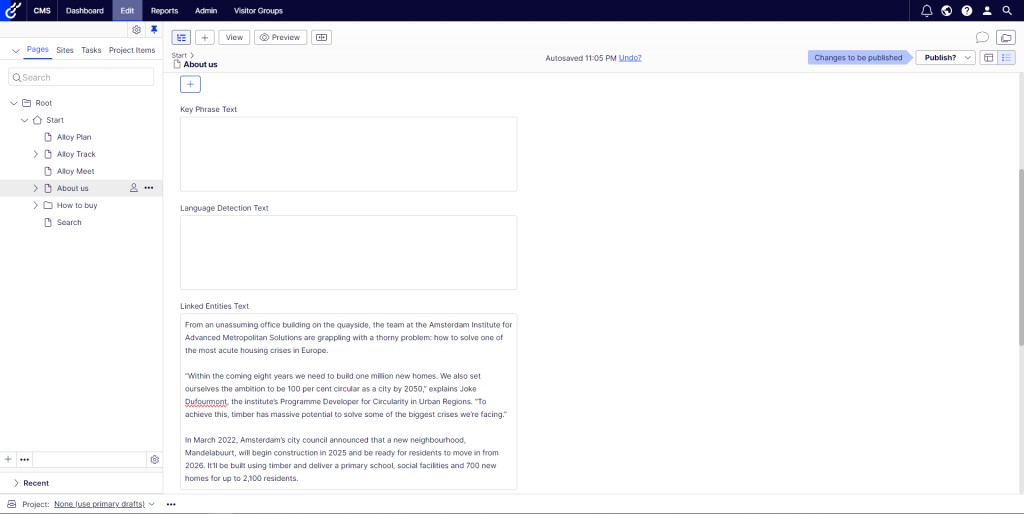 CMS Dashboard Edit Reports Admin Visitor Groups
Pages Sites Tasks Project Items
Search
Root
Start
Alloy Plan
Alloy Track
Alloy Meet
About us
How to buy
Search
Recent
View Preview
Start
About us
Autosaved 11:05 PM Undo?
Changes to be published Publish?
Key Phrase Text
Language Detection Text
Linked Entities Text
From an unassuming office building on the quayside, the team at the Amsterdam Institute for
Advanced Metropolitan Solutions are grappling with a thorny problem: how to solve one of
the most acute housing crises in Europe.
"Within the coming eight years we need to build one million new homes. We also set
ourselves the ambition to be 100 per cent circular as a city by 2050," explains Joke
Dufourmont, the institute's Programme Developer for Circularity in Urban Regions. "To
achieve this, timber has massive potential to solve some of the biggest crises we're facing."
In March 2022, Amsterdam's city council announced that a new neighbourhood,
Mandelabuurt, will begin construction in 2025 and be ready for residents to move in from
2026. It'll be built using timber and deliver a primary school, social facilities and 700 new
homes for up to 2,100 residents.
Project: None (use primary drafts)